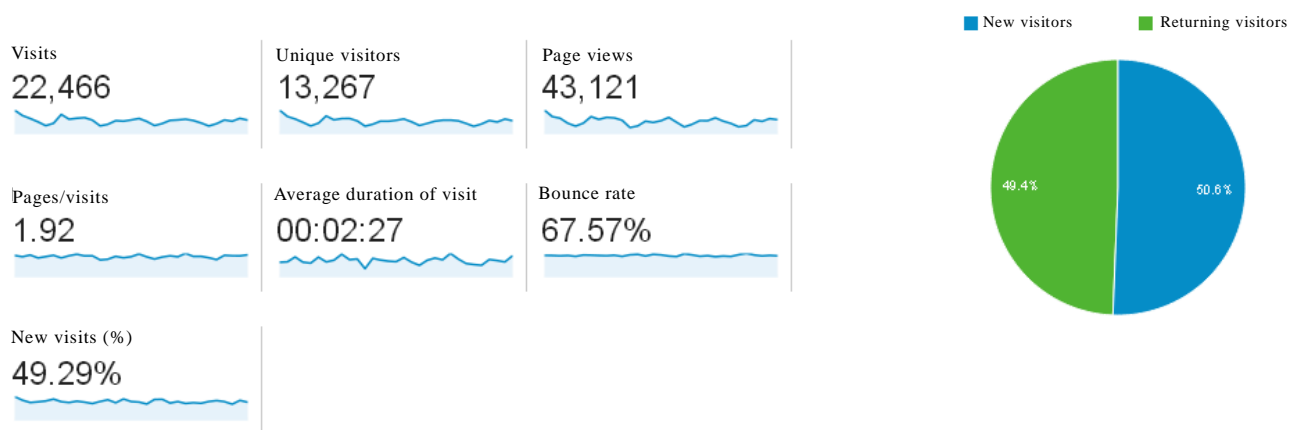 New visitors
Returning visitors
Visits
22,466
Unique visitors
13,267
Page views
43,121
Pages/visits
1.92
Average duration of visit
00:02:27
Bounce rate
67.57%
New visits (%)
49.29%
49.4%
50.6%